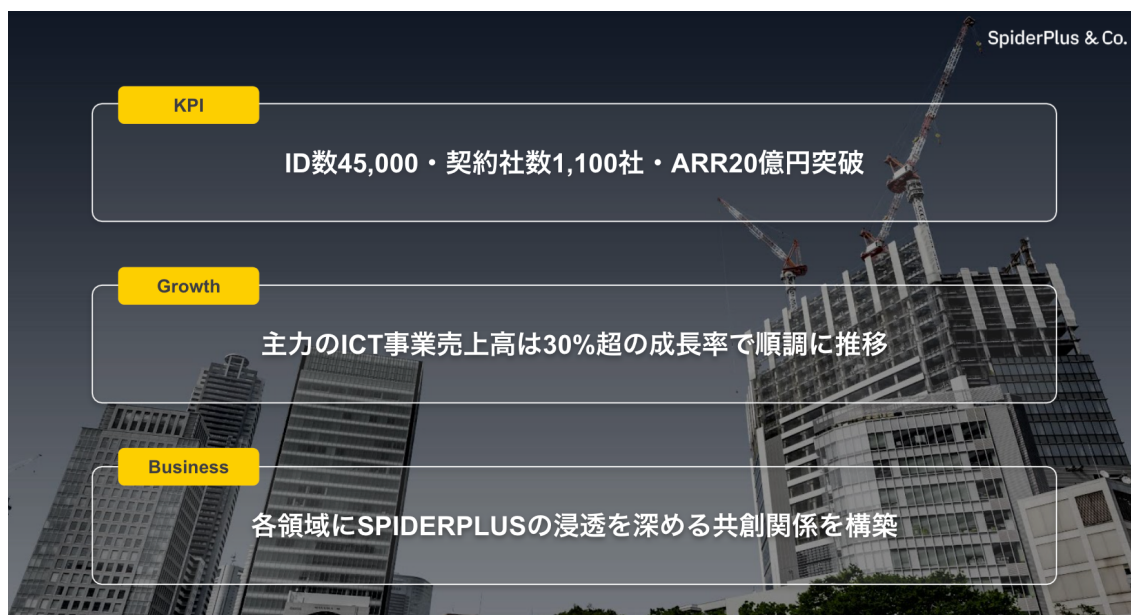 SpiderPlus & Co.
KPI
ID数45,000・契約社数1,100社・ARR20億円突破
Growth
主力のICT事業売上高は30%超の成長率で順調に推移
Business
各領域にSPIDERPLUSの浸透を深める共創関係を構築